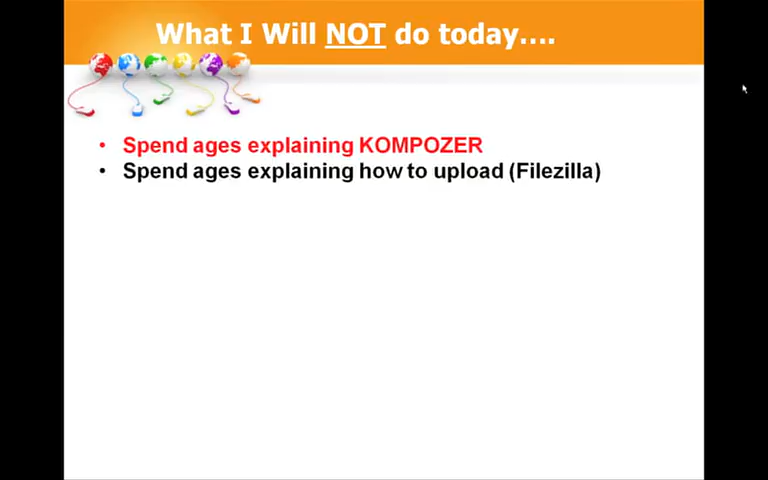 What I Will NOT do today....
• Spend ages explaining KOMPOZER
• Spend ages explaining how to upload (Filezilla)